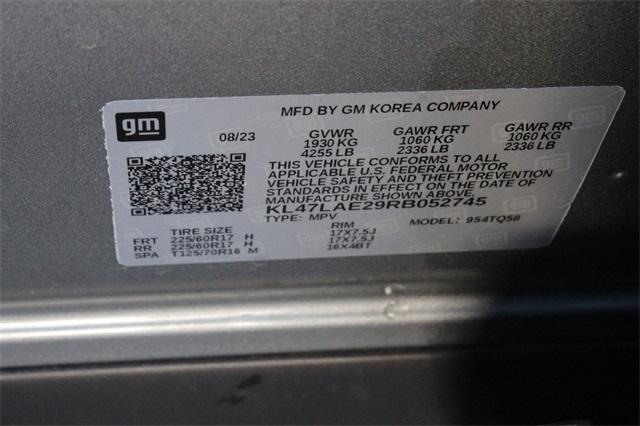 MFD BY GM KOREA COMPANY
gm
08/23
GVWR GAWR FRT GAWR RR
1930 KG 1060 KG 1060 KG
4255 LB 2336 LB 2336 LB
THIS VEHICLE CONFORMS TO ALL
APPLICABLE U.S. FEDERAL MOTOR
VEHICLE SAFETY AND THEFT PREVENTION
STANDARDS IN EFFECT ON THE DATE OF
MANUFACTURE SHOWN ABOVE.
KL47LAE29RB052745
TYPE: MPV MODEL: 954TQ58
TIRE SIZE RIM
FRT 225/60R17 H 17X7.5J
RR 225/60R17 H 17X7.5J
SPA T125/70R16 M 16X4BT